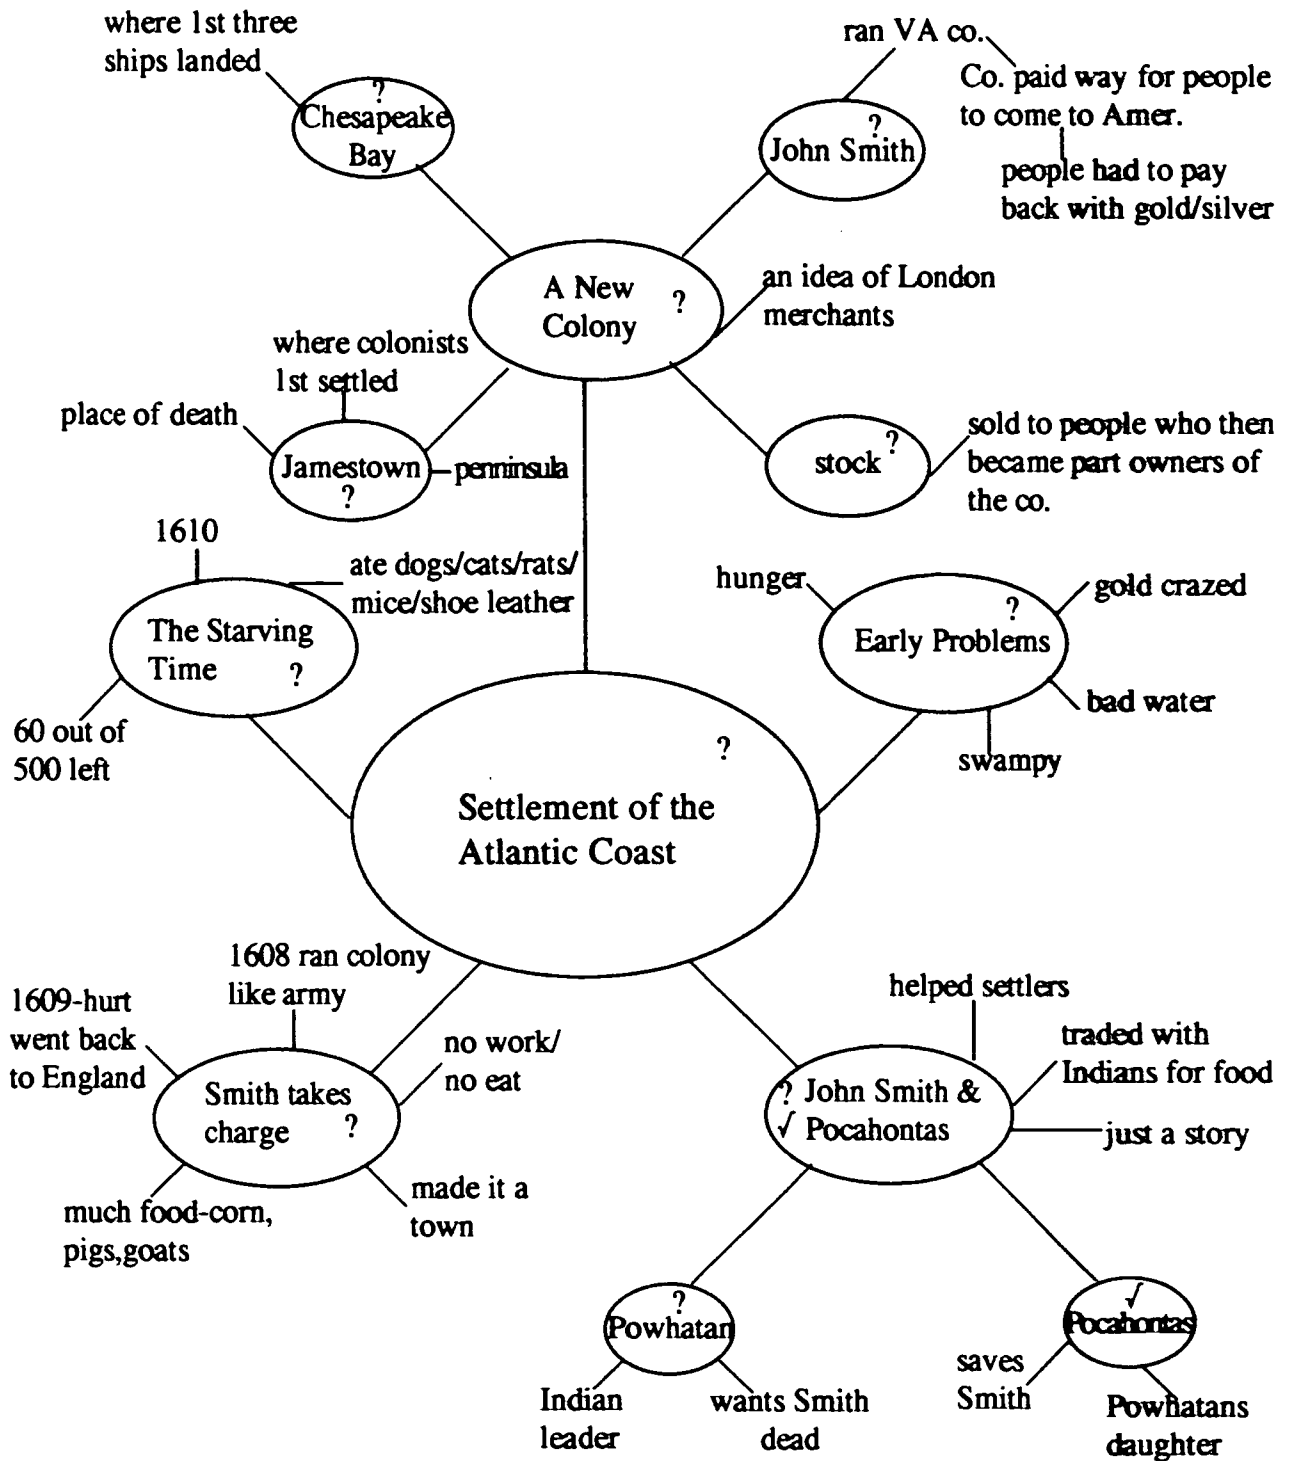 where 1st three
ships landed
?
Chesapeake
Bay
ran VA co.
Co. paid way for people
to come to Amer.
people had to pay
back with gold/silver
?
John Smith
A New
Colony ?
an idea of London
merchants
where colonists
1st settled
place of death
Jamestown
?
penninsula
?
stock
sold to people who then
became part owners of
the co.
1610
ate dogs/cats/rats/
mice/shoe leather
The Starving
Time ?
60 out of
500 left
hunger
?
Early Problems
gold crazed
bad water
swampy
?
Settlement of the
Atlantic Coast
1608 ran colony
like army
1609-hurt
went back
to England
no work/
no eat
Smith takes
charge ?
much food-corn,
pigs,goats
made it a
town
helped settlers
traded with
Indians for food
? John Smith &
√ Pocahontas
just a story
?
Powhatan
Indian
leader
wants Smith
dead
√
Pocahontas
saves
Smith
Powhatans
daughter